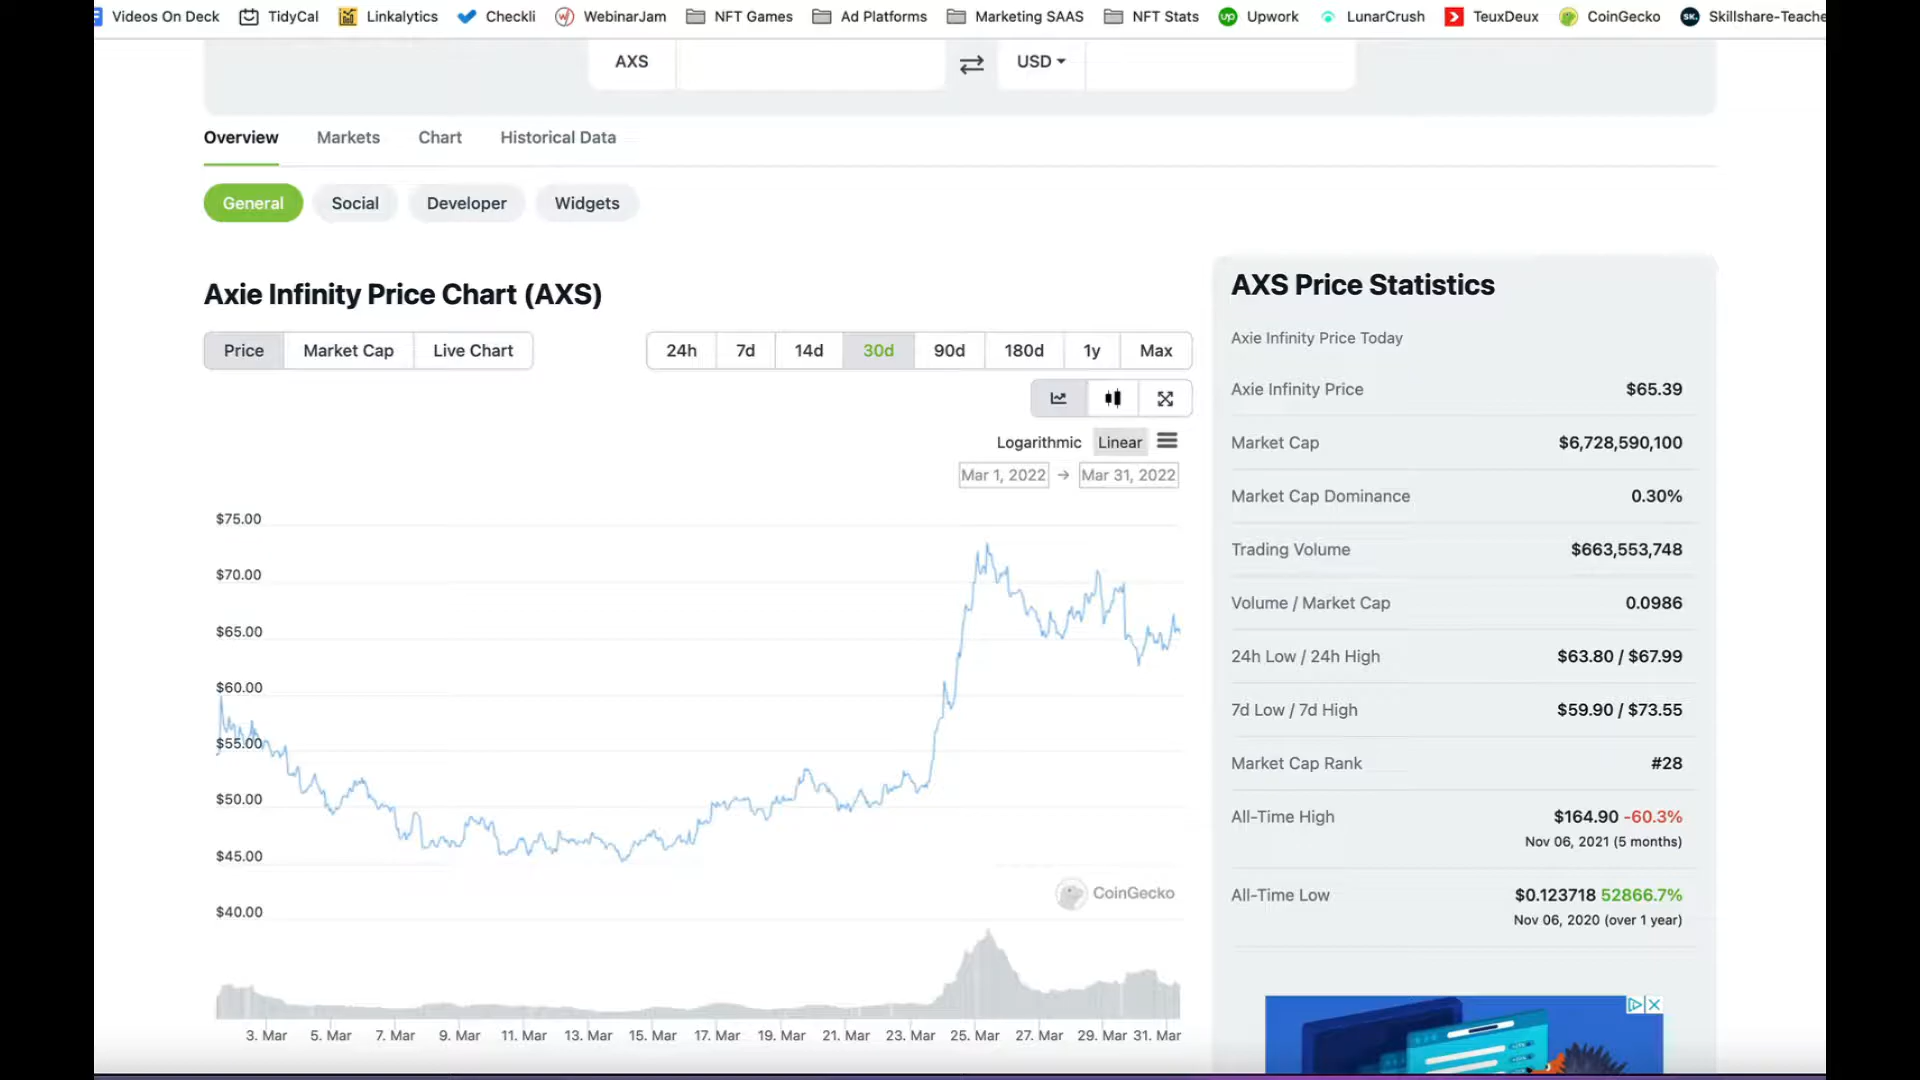 Videos On Deck TidyCal Linkalytics Checkli WebinarJam NFT Games Ad Platforms Marketing SAAS NFT Stats Upwork LunarCrush TeuxDeux CoinGecko Skillshare-Teache
AXS USD
Overview Markets Chart Historical Data
General Social Developer Widgets
Axie Infinity Price Chart (AXS)
Price Market Cap Live Chart 24h 7d 14d 30d 90d 180d 1y Max
Logarithmic Linear
Mar 1, 2022 → Mar 31, 2022
$75.00
$70.00
$65.00
$60.00
$55.00
$50.00
$45.00
CoinGecko
$40.00
3. Mar 5. Mar 7. Mar 9. Mar 11. Mar 13. Mar 15. Mar 17. Mar 19. Mar 21. Mar 23. Mar 25. Mar 27. Mar 29. Mar 31. Mar
AXS Price Statistics
Axie Infinity Price Today
Axie Infinity Price $65.39
Market Cap $6,728,590,100
Market Cap Dominance 0.30%
Trading Volume $663,553,748
Volume / Market Cap 0.0986
24h Low / 24h High $63.80 / $67.99
7d Low / 7d High $59.90 / $73.55
Market Cap Rank #28
All-Time High $164.90 -60.3%
Nov 06, 2021 (5 months)
All-Time Low $0.123718 52866.7%
Nov 06, 2020 (over 1 year)